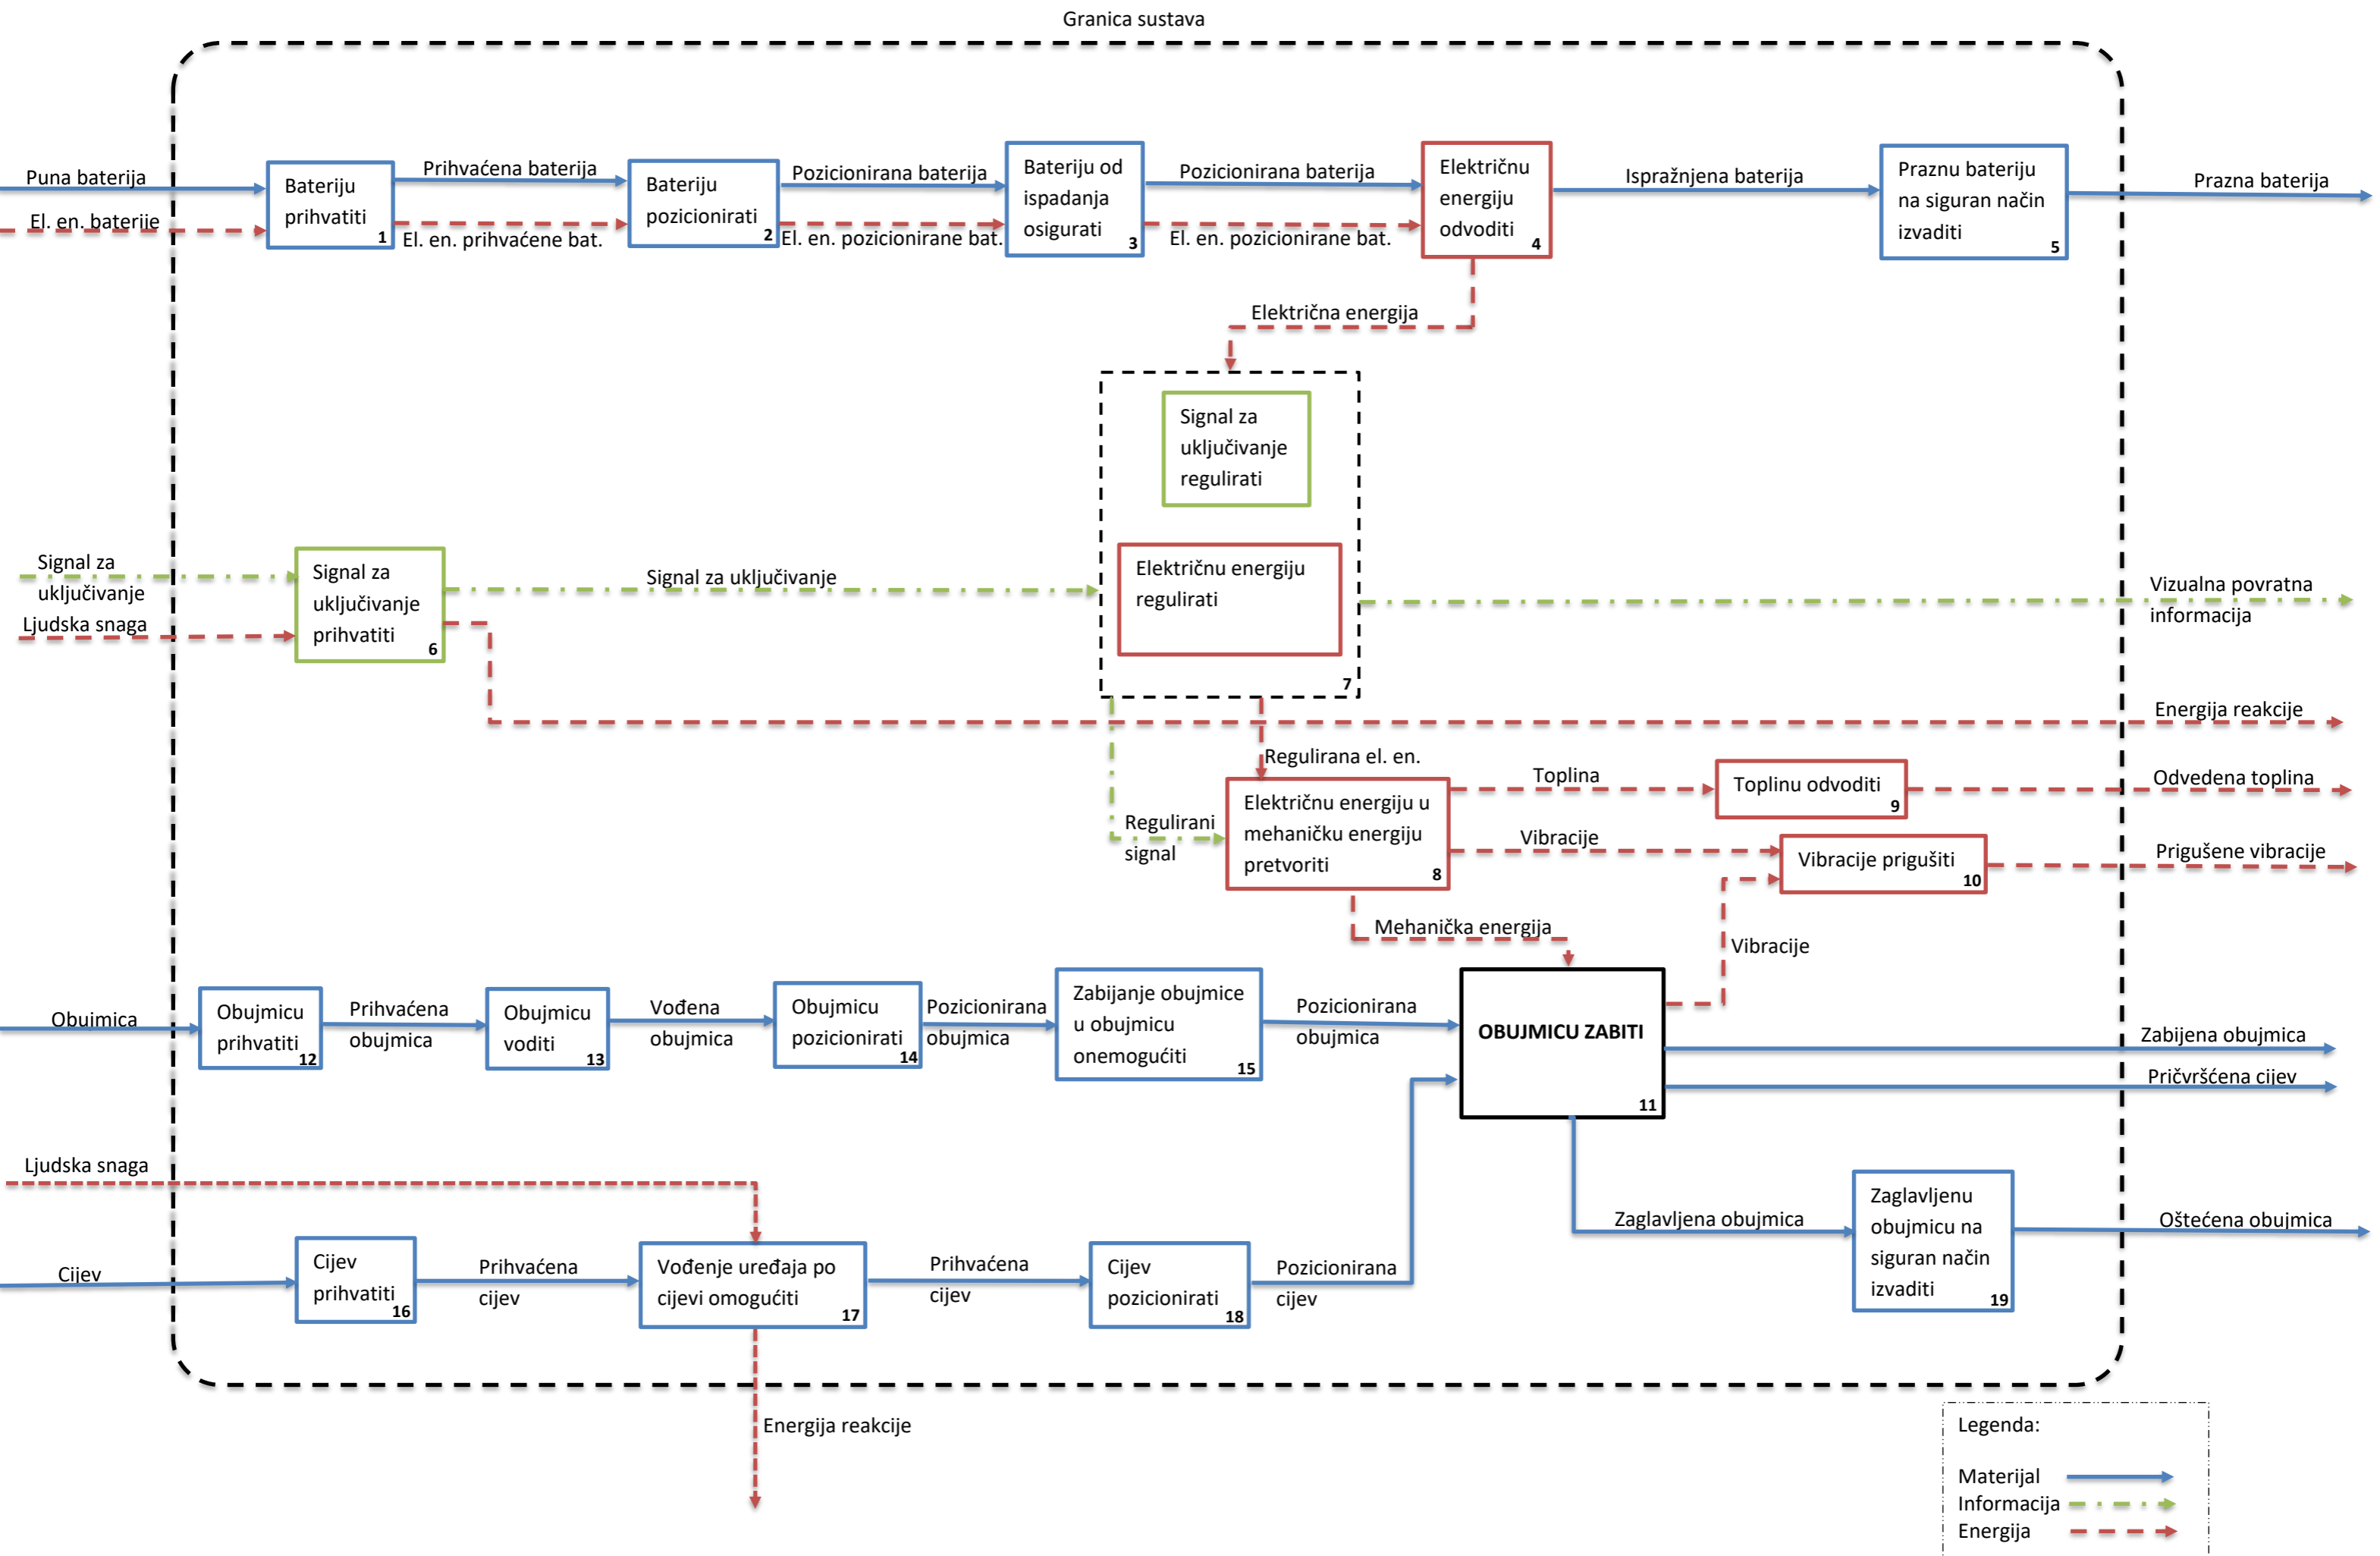 Granica sustava
Puna baterija
El. en. baterije
Bateriju
prihvatiti
1
Prihvaćena baterija
El. en. prihvaćene bat.
Bateriju
pozicionirati
2
Pozicionirana baterija
El. en. pozicionirane bat.
Bateriju od
ispadanja
osigurati
3
Pozicionirana baterija
El. en. pozicionirane bat.
Električnu
energiju
odvoditi
4
Ispražnjena baterija
Praznu bateriju
na siguran način
izvaditi
5
Prazna baterija
Električna energija
Signal za
uključivanje
regulirati
Električnu energiju
regulirati
7
Signal za
uključivanje
Ljudska snaga
Signal za
uključivanje
prihvatiti
6
Signal za uključivanje
Vizualna povratna
informacija
Energija reakcije
Regulirana el. en.
Regulirani
signal
Električnu energiju u
mehaničku energiju
pretvoriti
8
Toplina
Toplinu odvoditi
9
Odvedena toplina
Vibracije
Vibracije prigušiti
10
Prigušene vibracije
Mehanička energija
Vibracije
Obujmica
Obujmicu
prihvatiti
12
Prihvaćena
obujmica
Obujmicu
voditi
13
Vođena
obujmica
Obujmicu
pozicionirati
14
Pozicionirana
obujmica
Zabijanje obujmice
u obujmicu
onemogućiti
15
Pozicionirana
obujmica
OBUJMICU ZABITI
11
Zabijena obujmica
Pričvršćena cijev
Ljudska snaga
Cijev
Cijev
prihvatiti
16
Prihvaćena
cijev
Vođenje uređaja po
cijevi omogućiti
17
Prihvaćena
cijev
Cijev
pozicionirati
18
Pozicionirana
cijev
Zaglavljena obujmica
Zaglavljenu
obujmicu na
siguran način
izvaditi
19
Oštećena obujmica
Energija reakcije
Legenda:
Materijal
Informacija
Energija